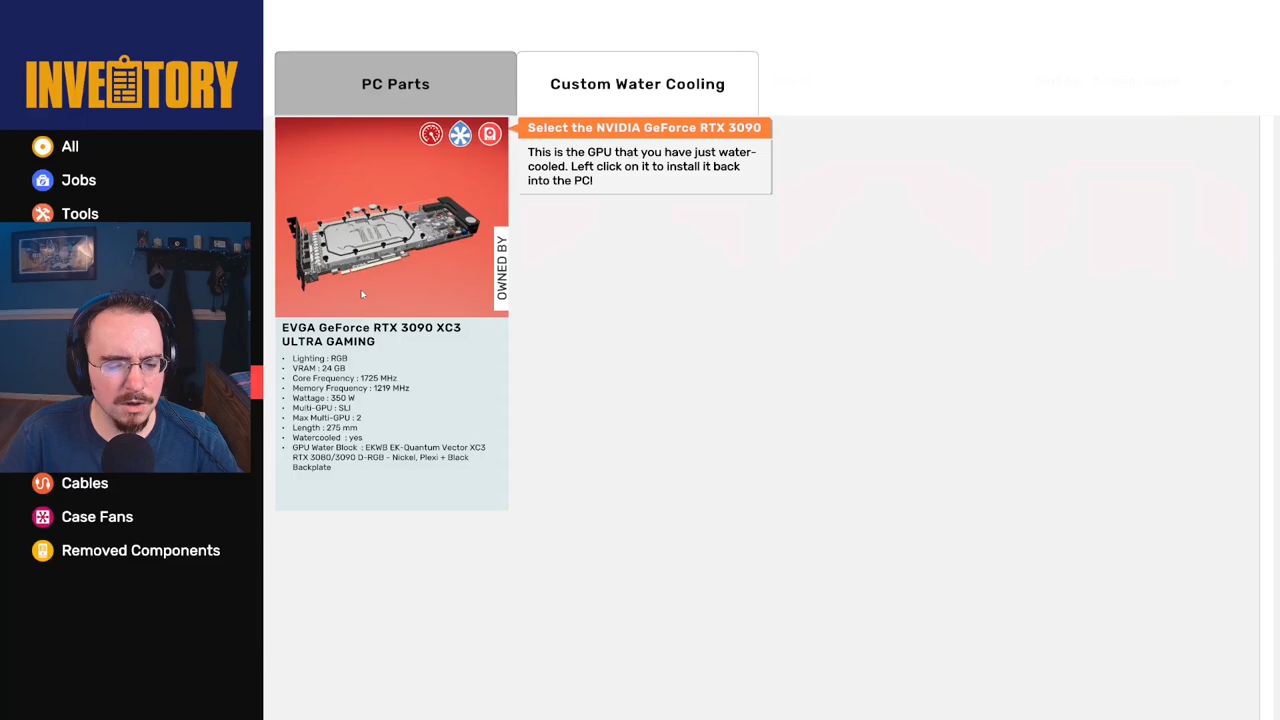 INVENTORY
PC Parts
Custom Water Cooling
All
Jobs
Tools
Cables
Case Fans
Removed Components
Select the NVIDIA GeForce RTX 3090
This is the GPU that you have just water-
cooled. Left click on it to install it back
into the PC!
OWNED BY
EVGA GeForce RTX 3090 XC3
ULTRA GAMING
• Lighting : RGB
• VRAM : 24 GB
• Core Frequency : 1725 MHz
• Memory Frequency : 1219 MHz
• Wattage : 350 W
• Multi-GPU : SLI
• Max Multi-GPU : 2
• Length : 275 mm
• Watercooled : yes
• GPU Water Block : EKWB EK-Quantum Vector XC3
RTX 3080/3090 D-RGB - Nickel, Plexi + Black
Backplate